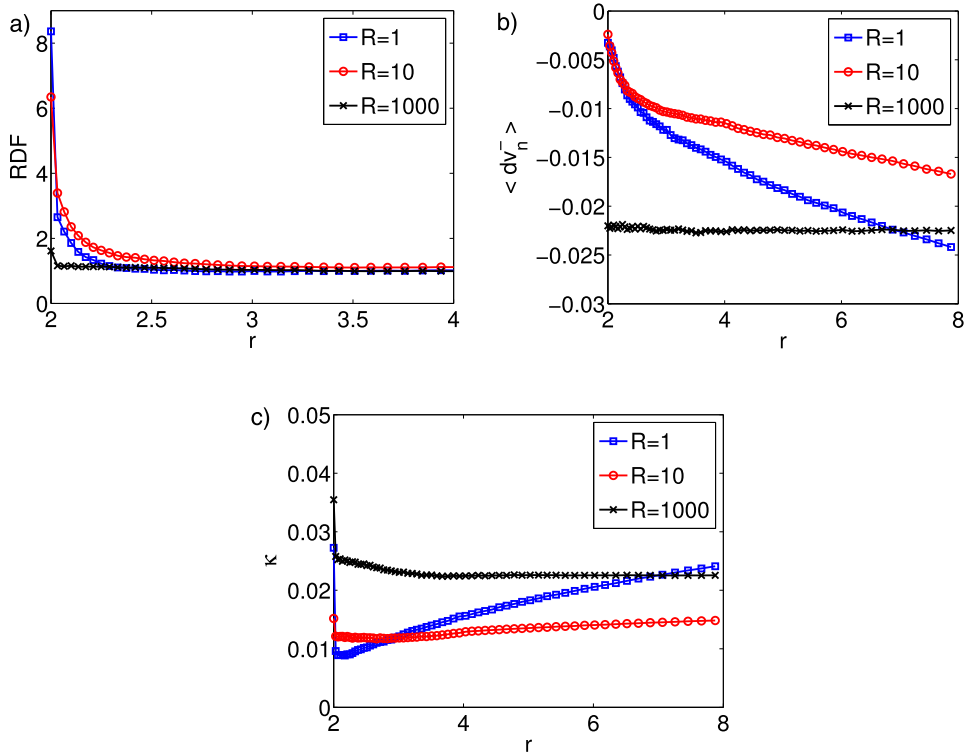 a)
8
6
4
2
0
RDF
2
2.5
3
3.5
4
r
R=1
R=10
R=1000
b)
0
−0.005
−0.01
−0.015
−0.02
−0.025
−0.03
< dv_n^− >
2
4
6
8
r
R=1
R=10
R=1000
c)
0.05
0.04
0.03
0.02
0.01
0
κ
2
4
6
8
r
R=1
R=10
R=1000